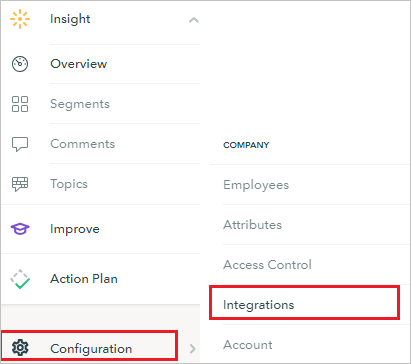 Insight
Overview
Segments
Comments
Topics
Improve
Action Plan
Configuration
COMPANY
Employees
Attributes
Access Control
Integrations
Account